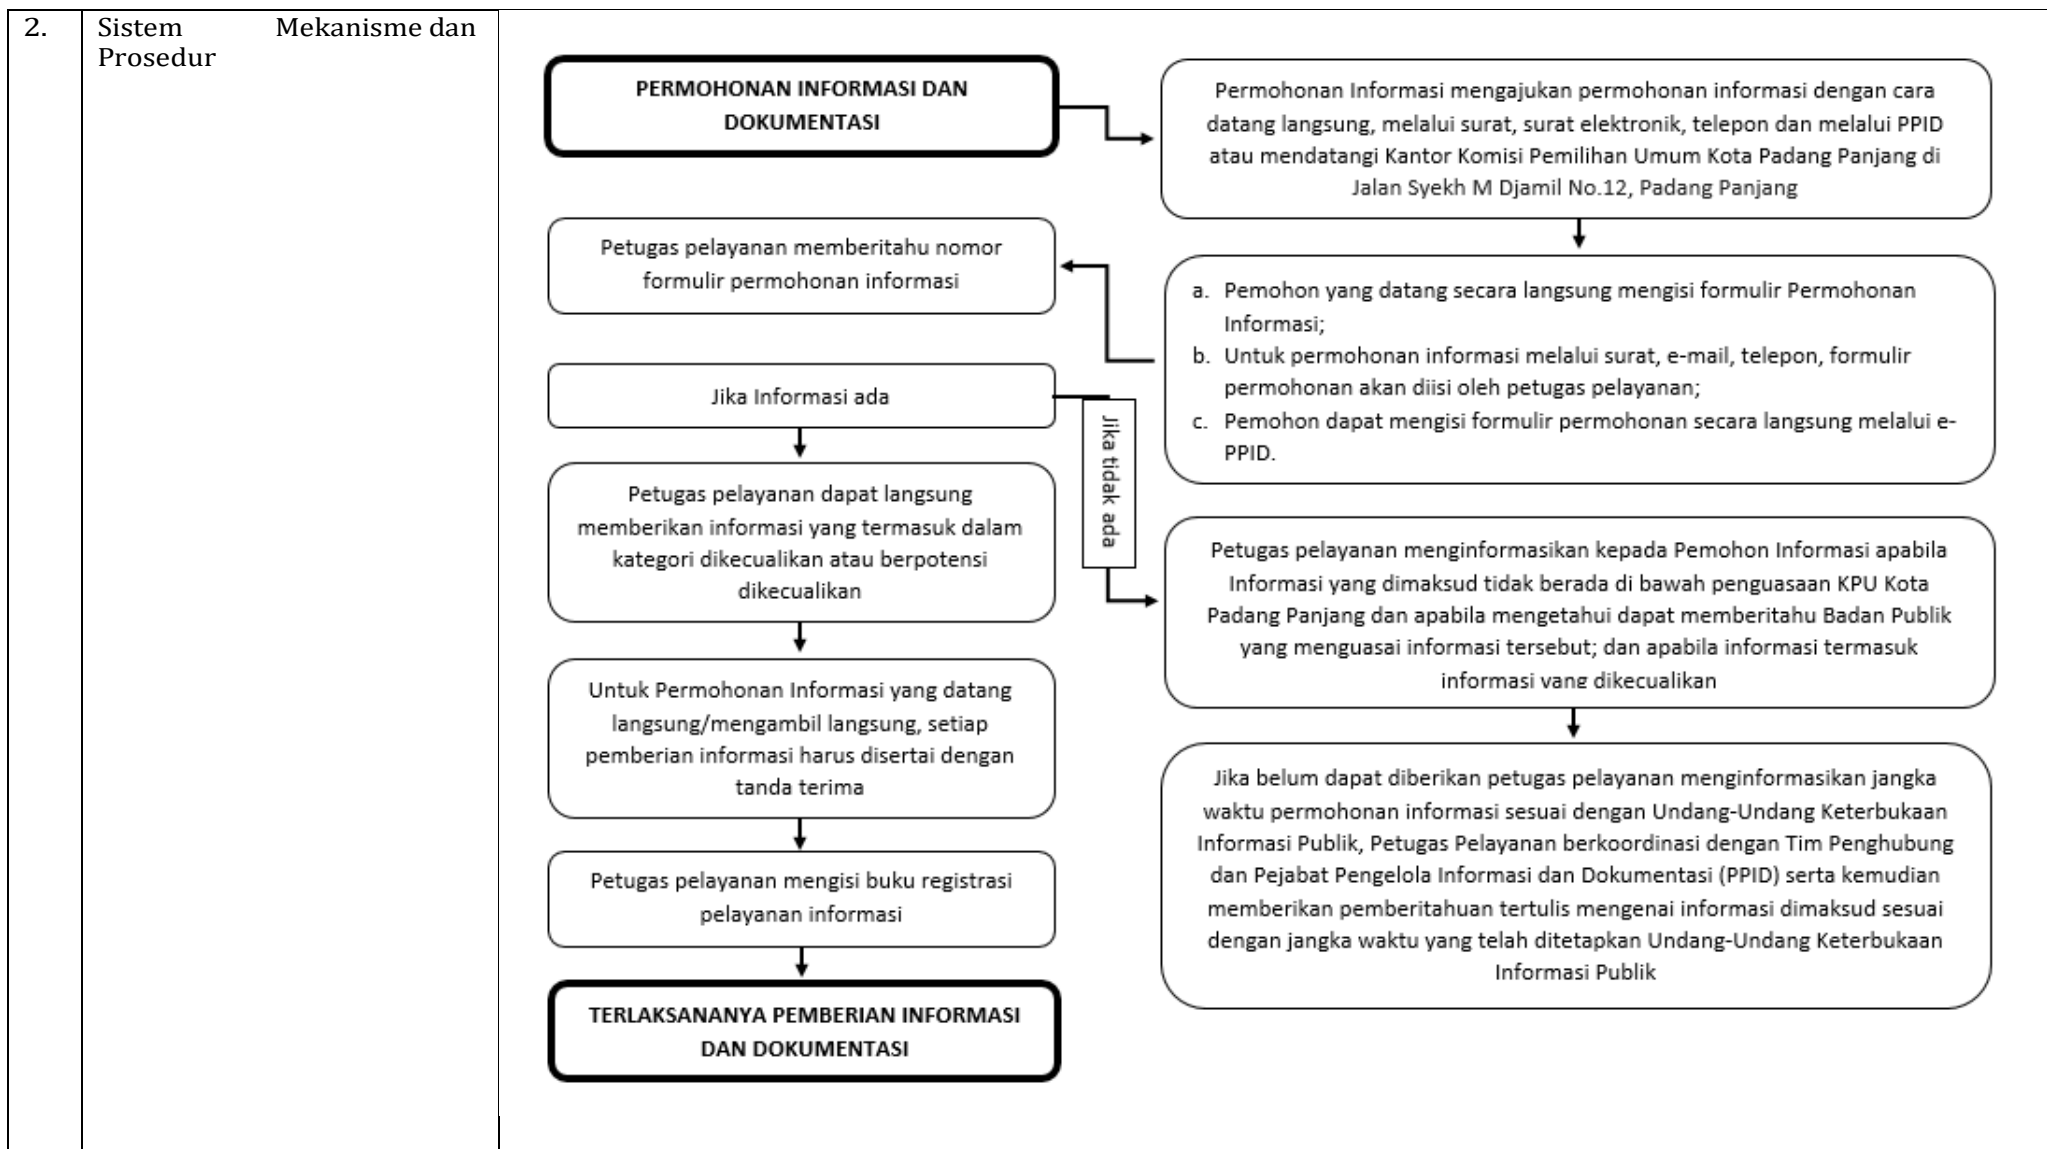 2.
Sistem Mekanisme dan
Prosedur
PERMOHONAN INFORMASI DAN
DOKUMENTASI
Permohonan Informasi mengajukan permohonan informasi dengan cara
datang langsung, melalui surat, surat elektronik, telepon dan melalui PPID
atau mendatangi Kantor Komisi Pemilihan Umum Kota Padang Panjang di
Jalan Syekh M Djamil No.12, Padang Panjang
a. Pemohon yang datang secara langsung mengisi formulir Permohonan
Informasi;
b. Untuk permohonan informasi melalui surat, e-mail, telepon, formulir
permohonan akan diisi oleh petugas pelayanan;
c. Pemohon dapat mengisi formulir permohonan secara langsung melalui e-
PPID.
Petugas pelayanan memberitahu nomor
formulir permohonan informasi
Jika Informasi ada
Petugas pelayanan dapat langsung
memberikan informasi yang termasuk dalam
kategori dikecualikan atau berpotensi
dikecualikan
Untuk Permohonan Informasi yang datang
langsung/mengambil langsung, setiap
pemberian informasi harus disertai dengan
tanda terima
Petugas pelayanan mengisi buku registrasi
pelayanan informasi
TERLAKSANANYA PEMBERIAN INFORMASI
DAN DOKUMENTASI
Jika tidak ada
Petugas pelayanan menginformasikan kepada Pemohon Informasi apabila
Informasi yang dimaksud tidak berada di bawah penguasaan KPU Kota
Padang Panjang dan apabila mengetahui dapat memberitahu Badan Publik
yang menguasai informasi tersebut; dan apabila informasi termasuk
informasi yang dikecualikan
Jika belum dapat diberikan petugas pelayanan menginformasikan jangka
waktu permohonan informasi sesuai dengan Undang-Undang Keterbukaan
Informasi Publik, Petugas Pelayanan berkoordinasi dengan Tim Penghubung
dan Pejabat Pengelola Informasi dan Dokumentasi (PPID) serta kemudian
memberikan pemberitahuan tertulis mengenai informasi dimaksud sesuai
dengan jangka waktu yang telah ditetapkan Undang-Undang Keterbukaan
Informasi Publik